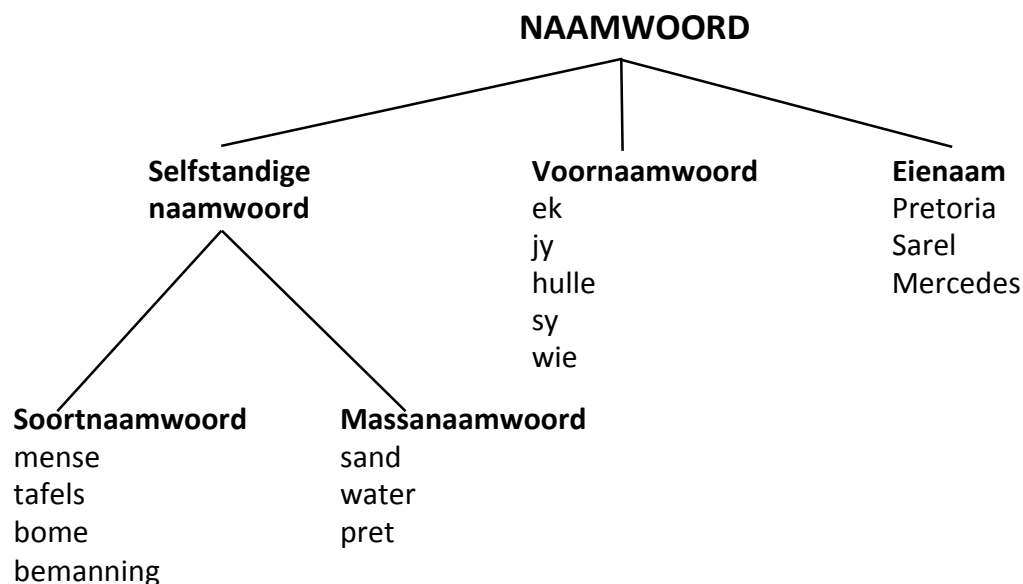 NAAMWOORD
Selfstandige
naamwoord
Voornaamwoord
ek
jy
hulle
sy
wie
Eienaam
Pretoria
Sarel
Mercedes
Soortnaamwoord
mense
tafels
bome
bemanning
Massanaamwoord
sand
water
pret